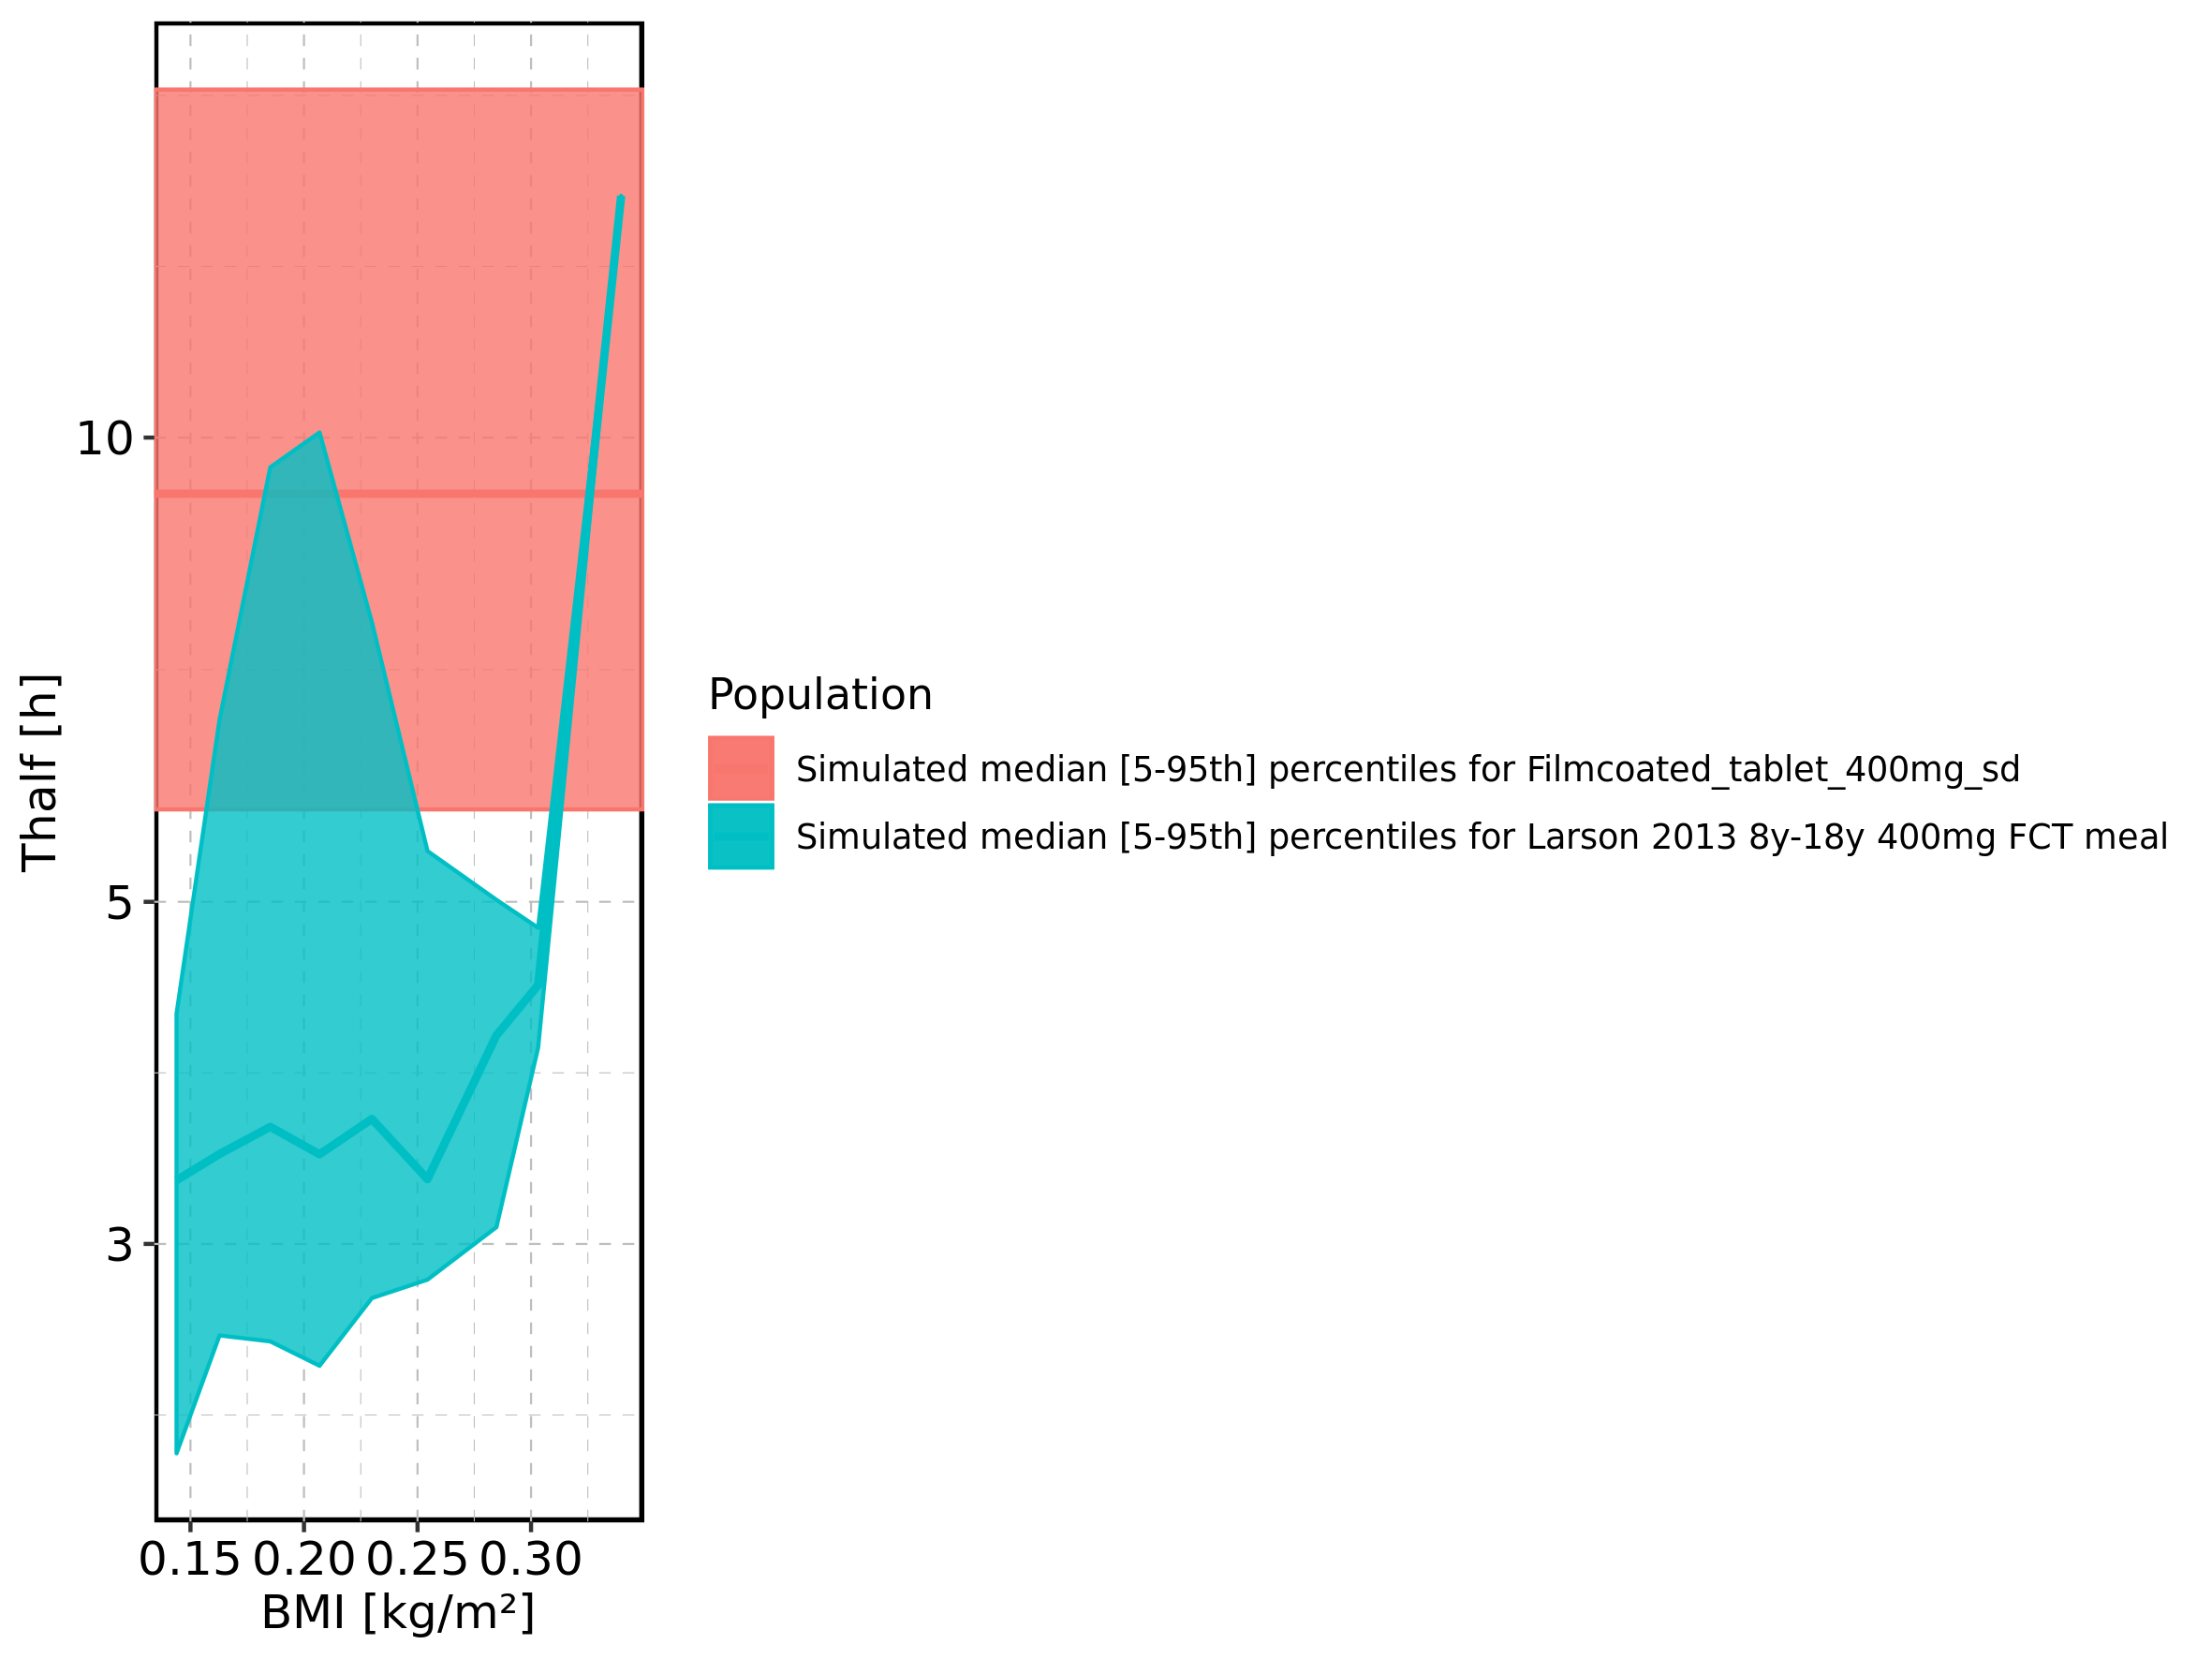 10
5
3
Thalf [h]
0.15 0.20 0.25 0.30
BMI [kg/m²]
Population
Simulated median [5-95th] percentiles for Filmcoated_tablet_400mg_sd
Simulated median [5-95th] percentiles for Larson 2013 8y-18y 400mg FCT meal